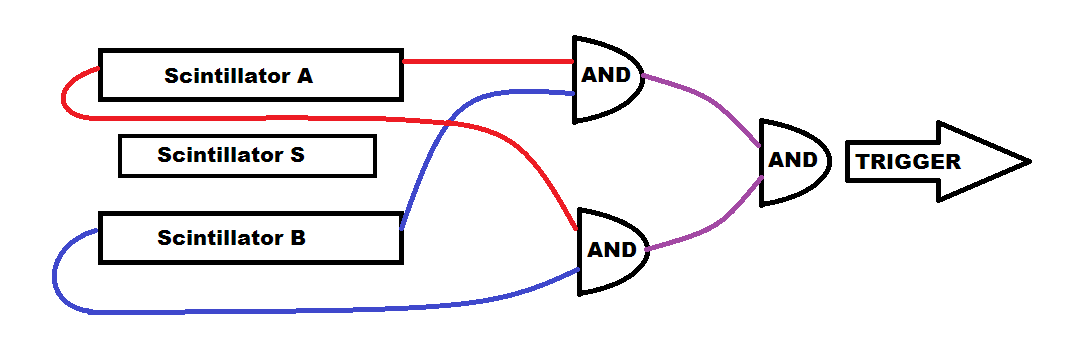 Scintillator A
AND
Scintillator S
AND
TRIGGER
Scintillator B
AND